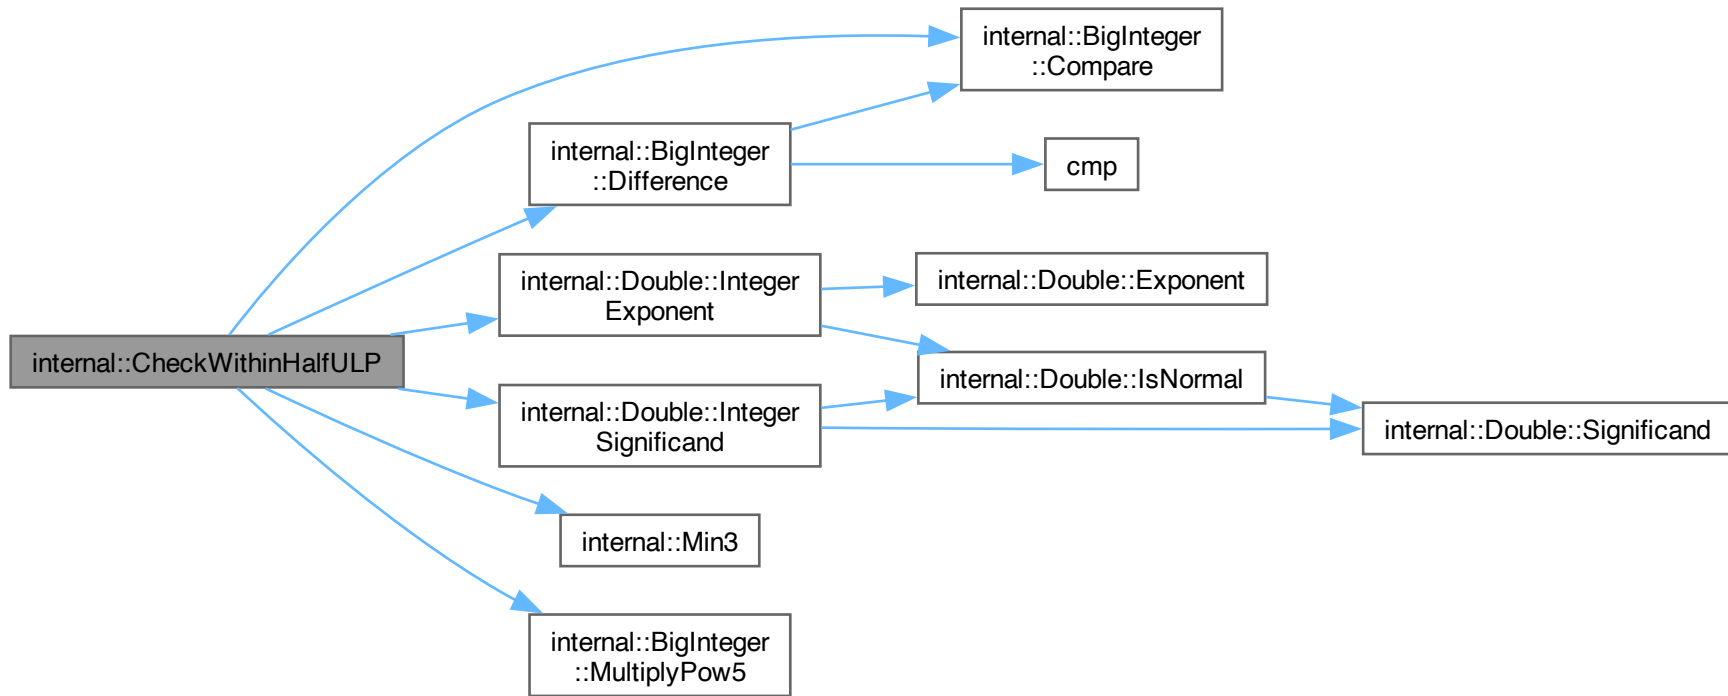 internal::CheckWithinHalfULP
internal::BigInteger
::Compare
internal::BigInteger
::Difference
cmp
internal::Double::Integer
Exponent
internal::Double::Exponent
internal::Double::IsNormal
internal::Double::Integer
Significand
internal::Double::Significand
internal::Min3
internal::BigInteger
::MultiplyPow5